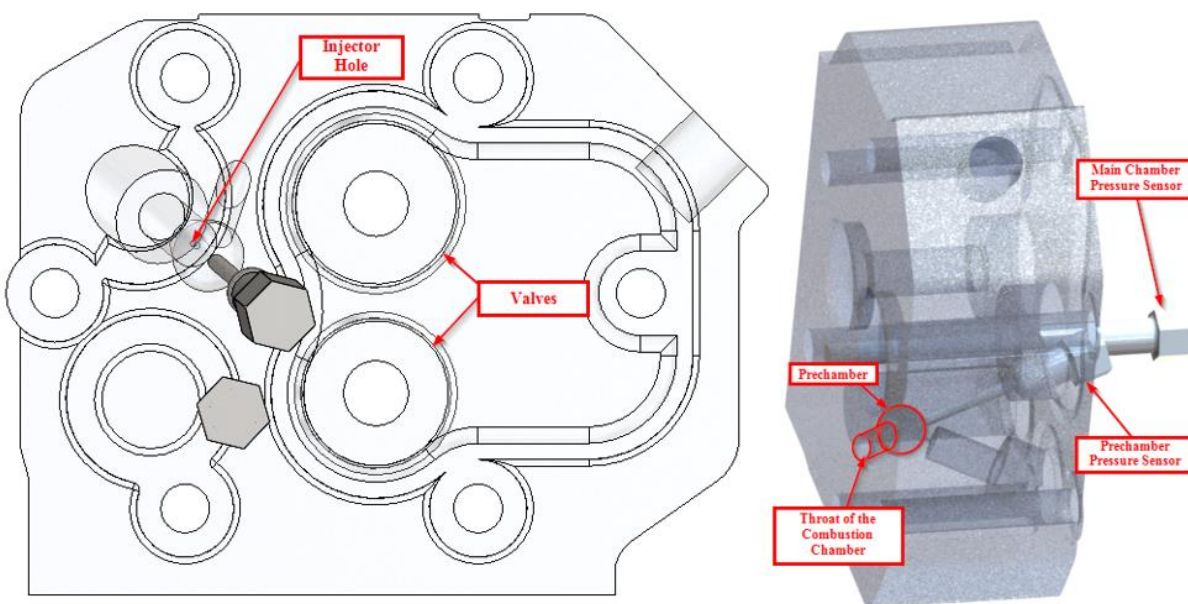 Injector
Hole
Valves
Main Chamber
Pressure Sensor
Prechamber
Prechamber
Pressure Sensor
Throat of the
Combustion
Chamber